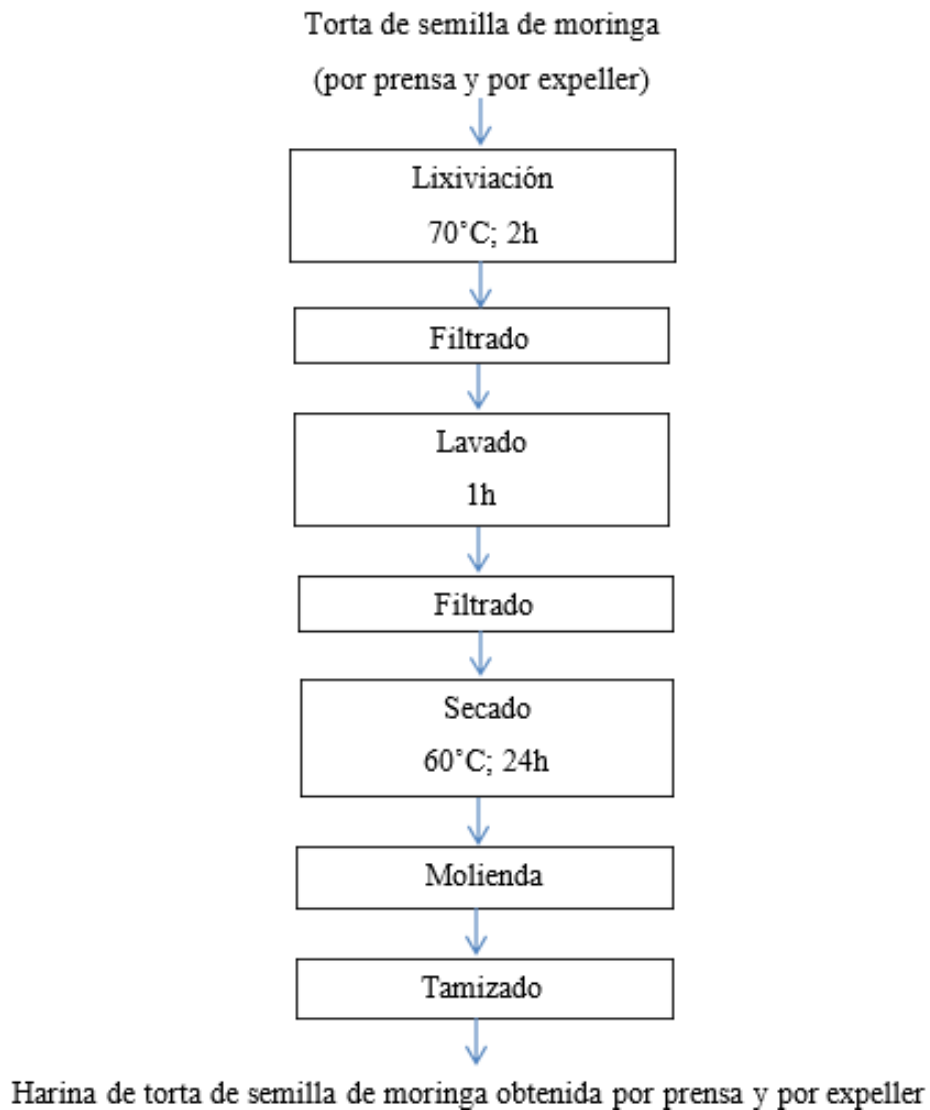 Torta de semilla de moringa
(por prensa y por expeller)
Lixiviación
70˚C; 2h
Filtrado
Lavado
1h
Filtrado
Secado
60˚C; 24h
Molienda
Tamizado
Harina de torta de semilla de moringa obtenida por prensa y por expeller